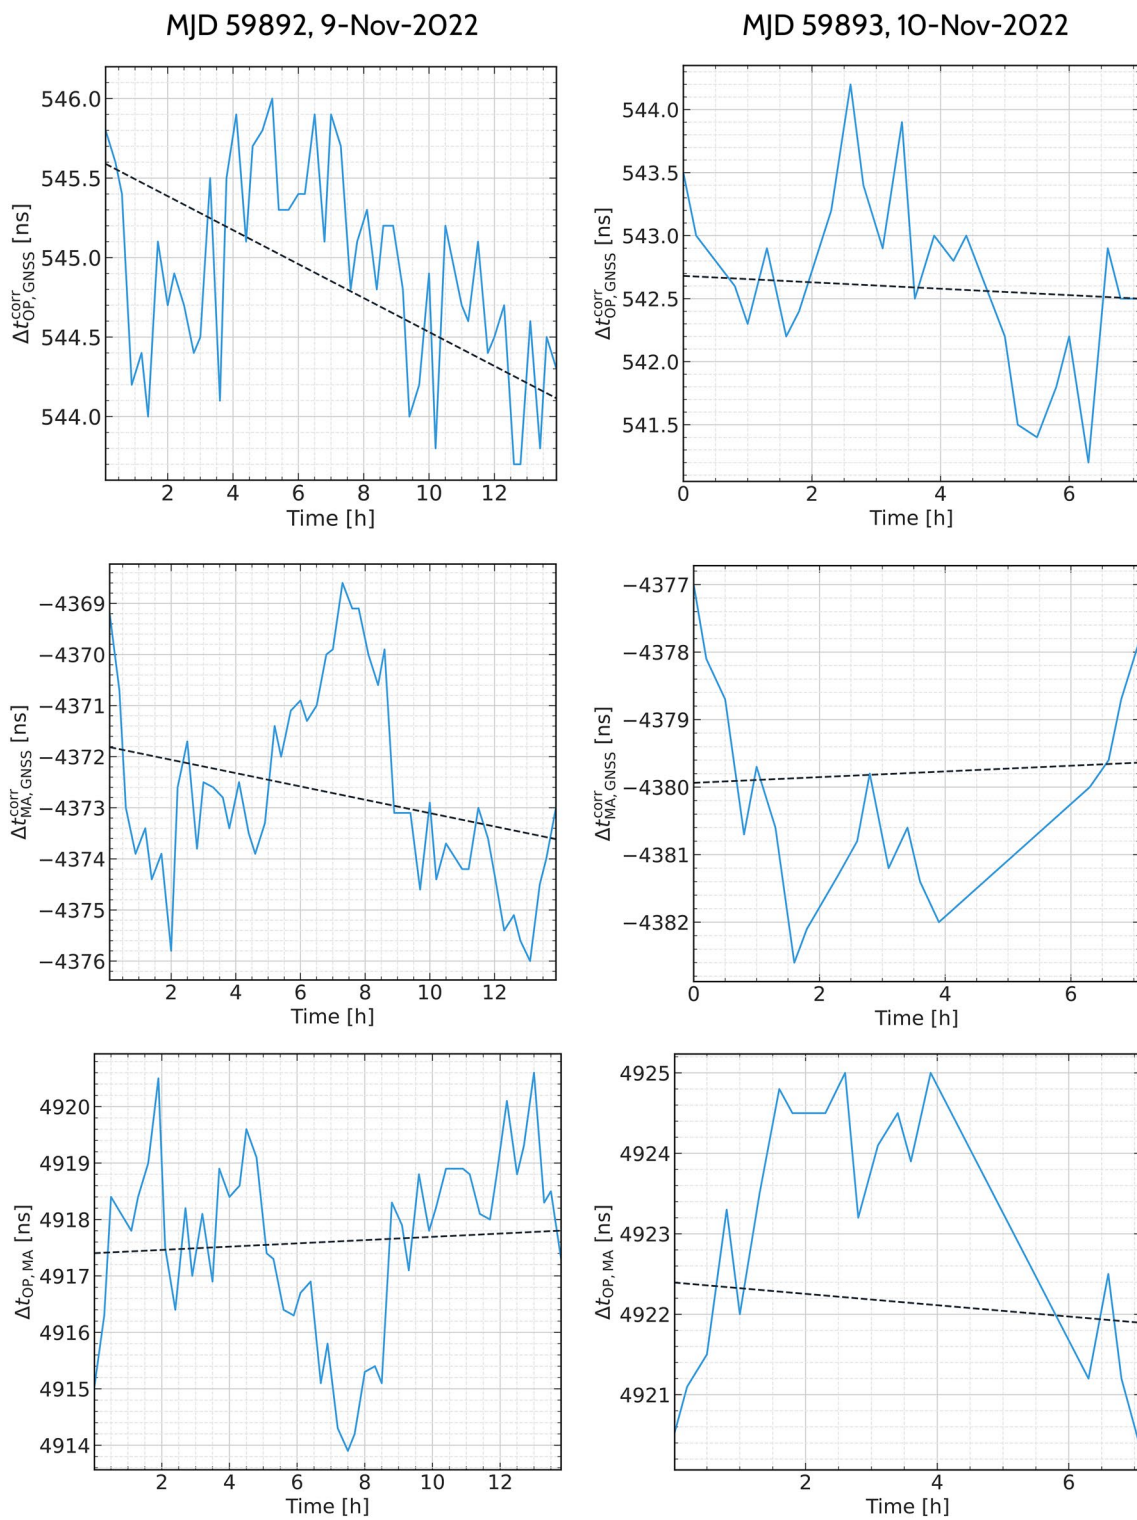 MJD 59892, 9-Nov-2022
MJD 59893, 10-Nov-2022
Δt^corr_OP, GNSS [ns]
546.0
545.5
545.0
544.5
544.0
2 4 6 8 10 12
Time [h]
Δt^corr_OP, GNSS [ns]
544.0
543.5
543.0
542.5
542.0
541.5
0 2 4 6
Time [h]
Δt^corr_MA, GNSS [ns]
−4369
−4370
−4371
−4372
−4373
−4374
−4375
−4376
2 4 6 8 10 12
Time [h]
Δt^corr_MA, GNSS [ns]
−4377
−4378
−4379
−4380
−4381
−4382
0 2 4 6
Time [h]
Δt_OP, MA [ns]
4920
4919
4918
4917
4916
4915
4914
2 4 6 8 10 12
Time [h]
Δt_OP, MA [ns]
4925
4924
4923
4922
4921
2 4 6
Time [h]